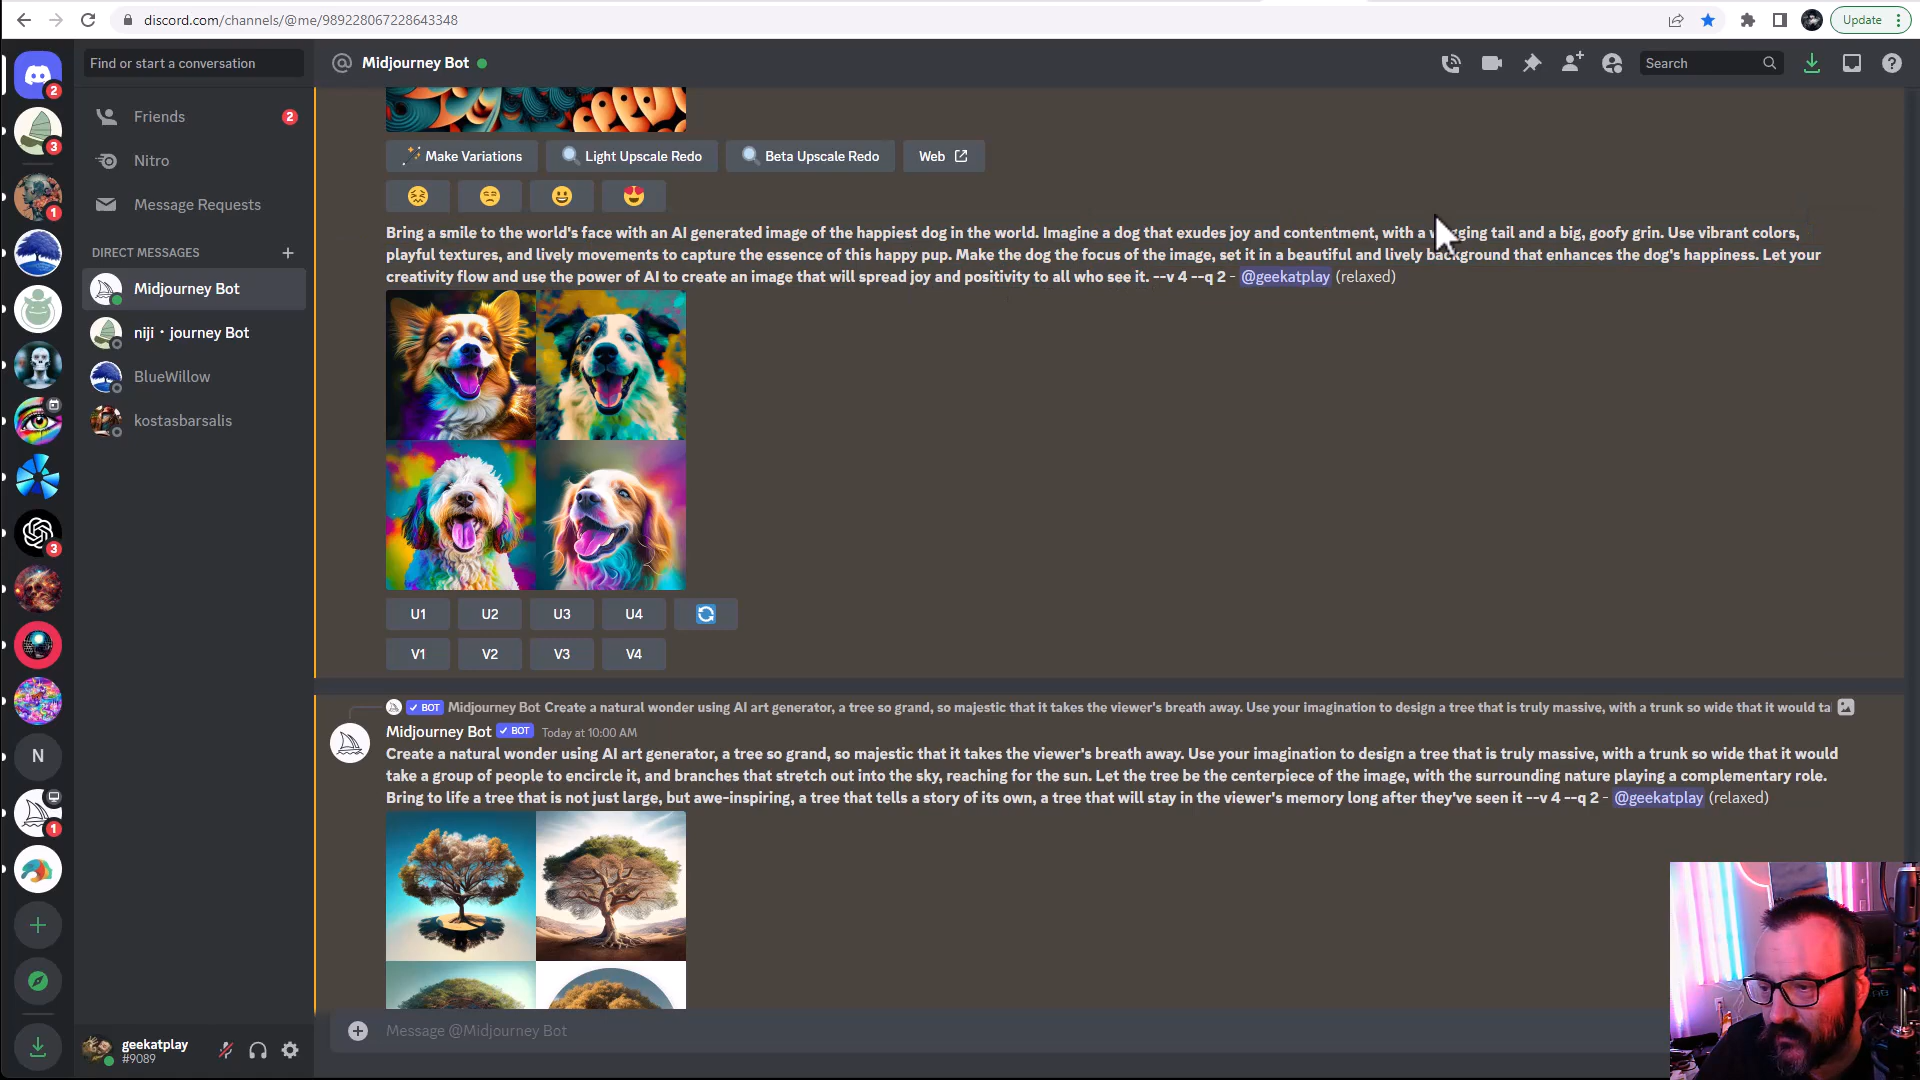 discord.com/channels/@me/989228067228643348
Update
Find or start a conversation
Midjourney Bot
Search
2
3
1
3
N
1
Friends
2
Nitro
Message Requests
DIRECT MESSAGES
Midjourney Bot
niji・journey Bot
BlueWillow
kostasbarsalis
geekatplay
#9089
Make Variations
Light Upscale Redo
Beta Upscale Redo
Web
Bring a smile to the world's face with an AI generated image of the happiest dog in the world. Imagine a dog that exudes joy and contentment, with a wagging tail and a big, goofy grin. Use vibrant colors,
playful textures, and lively movements to capture the essence of this happy pup. Make the dog the focus of the image, set it in a beautiful and lively background that enhances the dog's happiness. Let your
creativity flow and use the power of AI to create an image that will spread joy and positivity to all who see it. --v 4 --q 2 - @geekatplay (relaxed)
U1 U2 U3 U4
V1 V2 V3 V4
BOT Midjourney Bot Create a natural wonder using AI art generator, a tree so grand, so majestic that it takes the viewer's breath away. Use your imagination to design a tree that is truly massive, with a trunk so wide that it would ta
Midjourney Bot BOT Today at 10:00 AM
Create a natural wonder using AI art generator, a tree so grand, so majestic that it takes the viewer's breath away. Use your imagination to design a tree that is truly massive, with a trunk so wide that it would
take a group of people to encircle it, and branches that stretch out into the sky, reaching for the sun. Let the tree be the centerpiece of the image, with the surrounding nature playing a complementary role.
Bring to life a tree that is not just large, but awe-inspiring, a tree that tells a story of its own, a tree that will stay in the viewer's memory long after they've seen it --v 4 --q 2 - @geekatplay (relaxed)
Message @Midjourney Bot